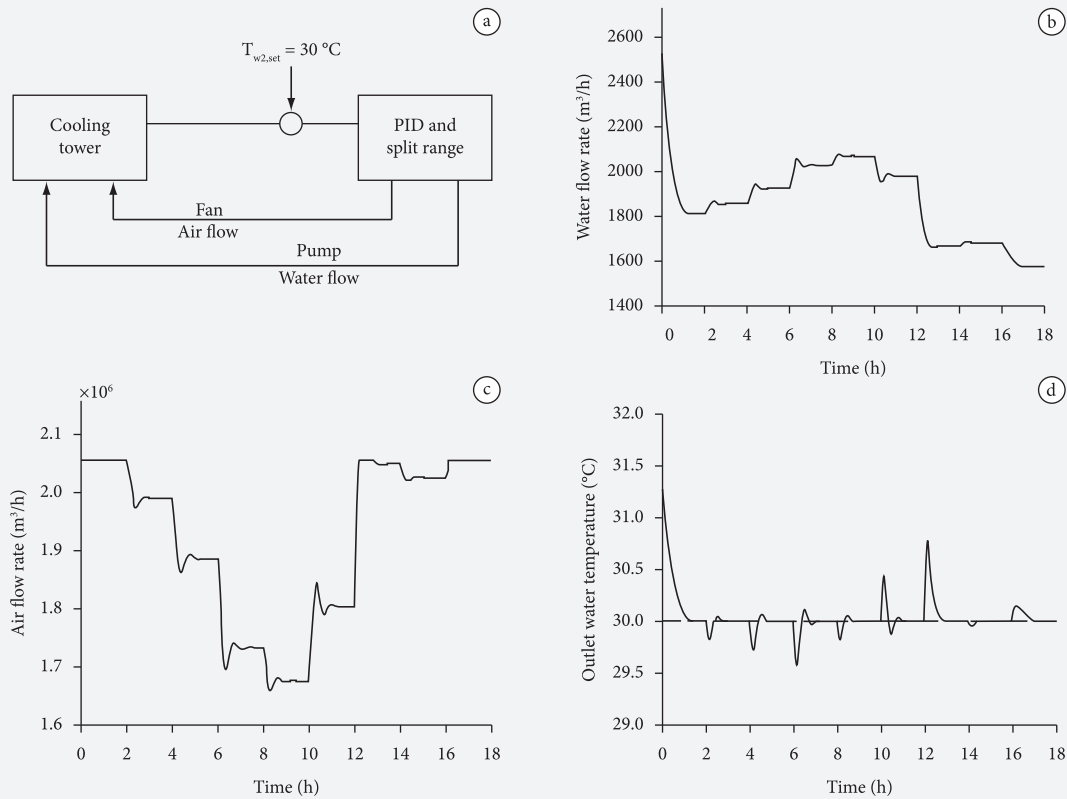 a
T_w2,set = 30 °C
Cooling
tower
PID and
split range
Fan
Air flow
Pump
Water flow
b
Water flow rate (m³/h)
2600
2400
2200
2000
1800
1600
1400
0 2 4 6 8 10 12 14 16 18
Time (h)
c
×10⁶
Air flow rate (m³/h)
2.1
2.0
1.9
1.8
1.7
1.6
0 2 4 6 8 10 12 14 16 18
Time (h)
d
Outlet water temperature (°C)
32.0
31.5
31.0
30.5
30.0
29.5
29.0
0 2 4 6 8 10 12 14 16 18
Time (h)